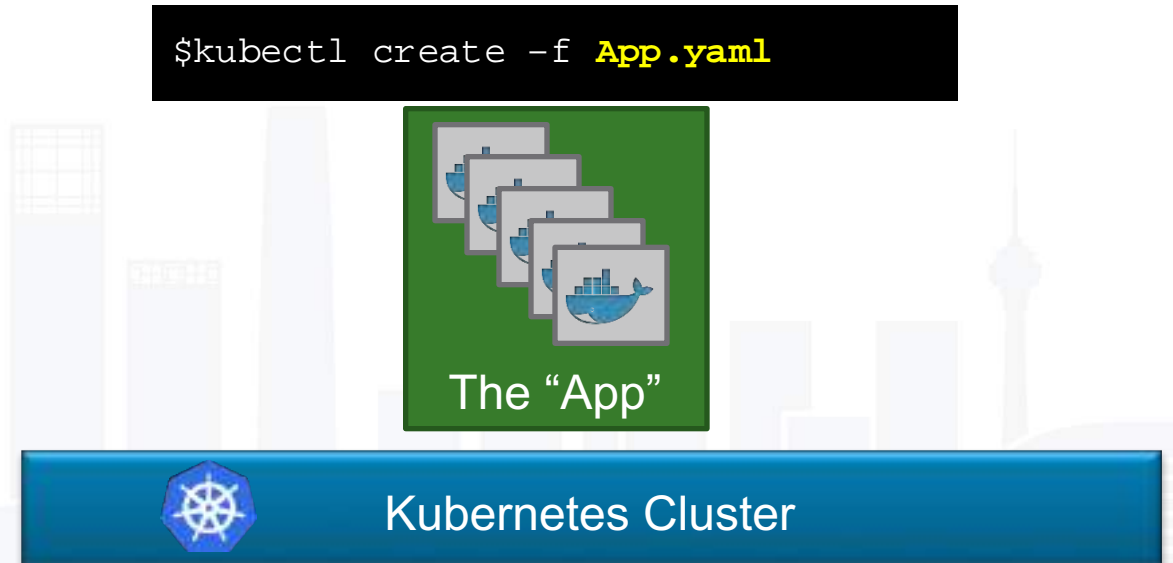 $kubectl create –f App.yaml
The “App”
Kubernetes Cluster